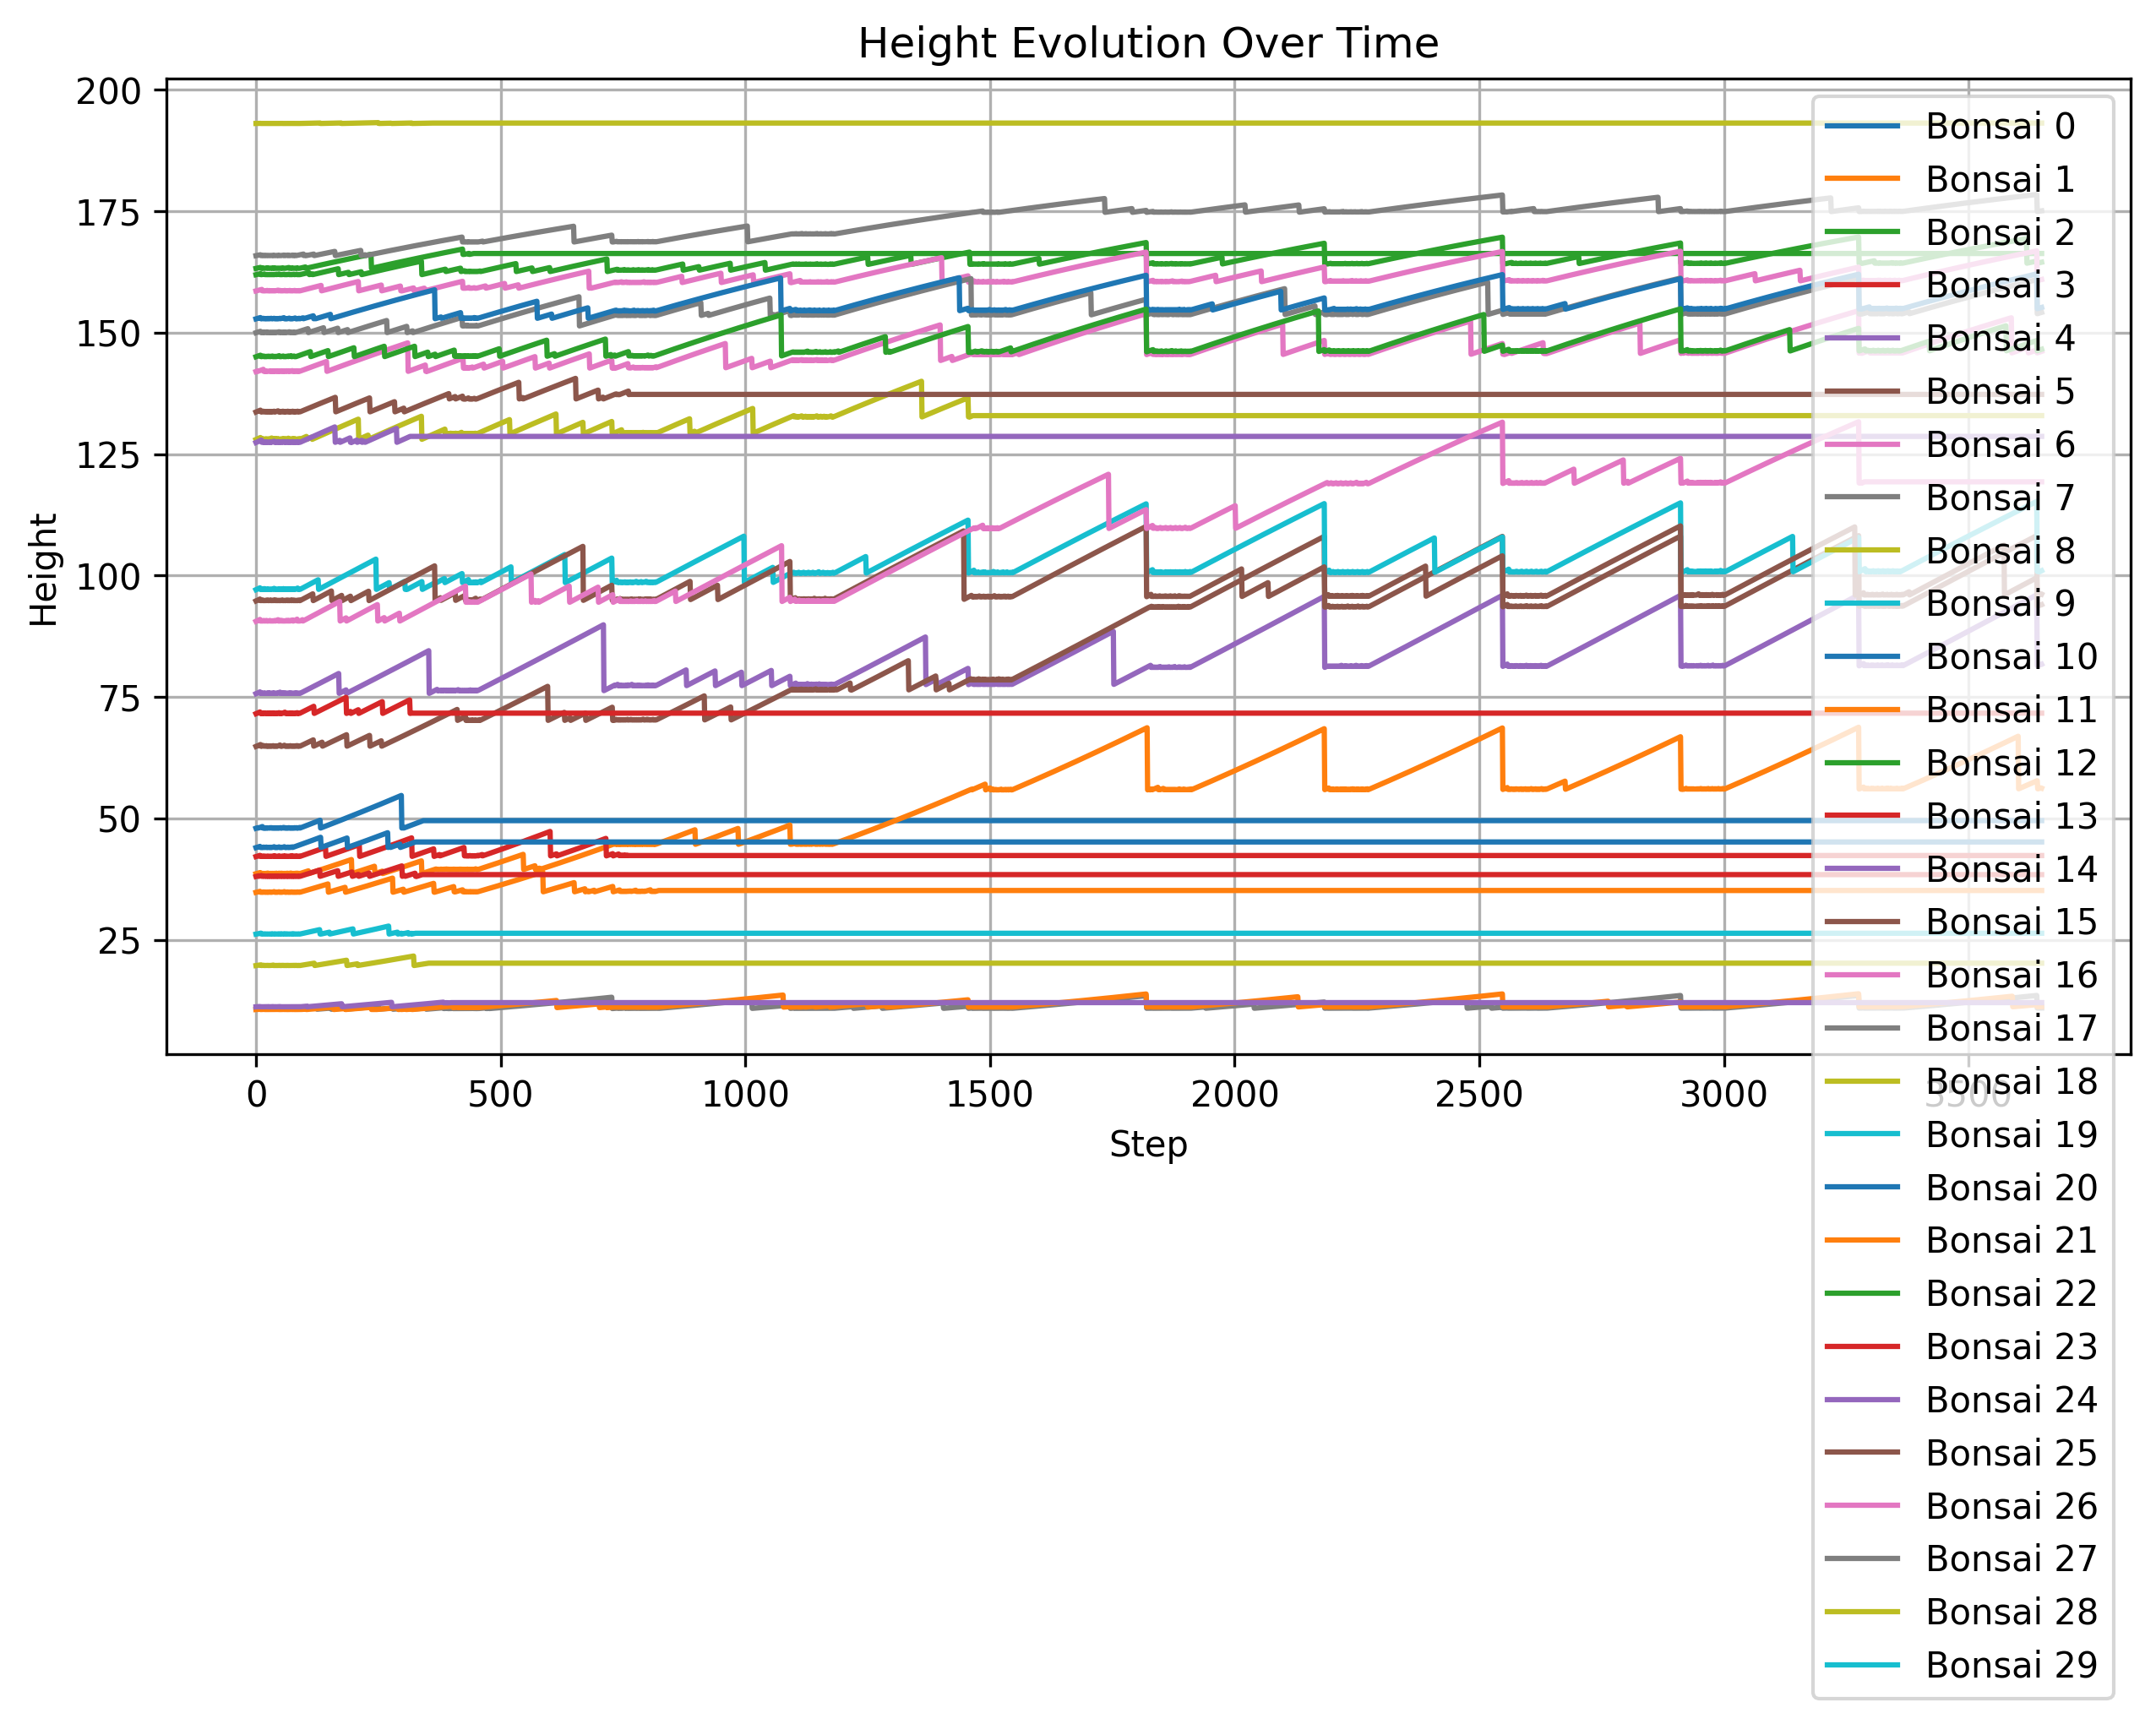 Height Evolution Over Time
Height
200
175
150
125
100
75
50
25
0
500
1000
1500
2000
2500
3000
3500
Step
Bonsai 0
Bonsai 1
Bonsai 2
Bonsai 3
Bonsai 4
Bonsai 5
Bonsai 6
Bonsai 7
Bonsai 8
Bonsai 9
Bonsai 10
Bonsai 11
Bonsai 12
Bonsai 13
Bonsai 14
Bonsai 15
Bonsai 16
Bonsai 17
Bonsai 18
Bonsai 19
Bonsai 20
Bonsai 21
Bonsai 22
Bonsai 23
Bonsai 24
Bonsai 25
Bonsai 26
Bonsai 27
Bonsai 28
Bonsai 29